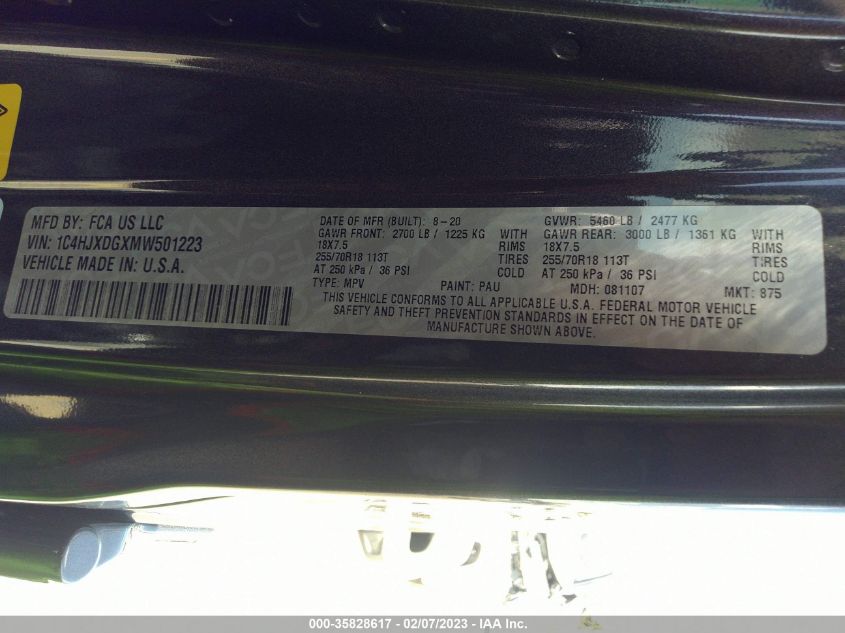 MFD BY: FCA US LLC
VIN: 1C4HJXDGXMW501223
VEHICLE MADE IN: U.S.A.
DATE OF MFR (BUILT): 8-20 GVWR: 5460 LB / 2477 KG
GAWR FRONT: 2700 LB / 1225 KG WITH GAWR REAR: 3000 LB / 1361 KG WITH
18X7.5 RIMS 18X7.5 RIMS
255/70R18 113T TIRES 255/70R18 113T TIRES
AT 250 kPa / 36 PSI COLD AT 250 kPa / 36 PSI COLD
TYPE: MPV PAINT: PAU MDH: 081107 MKT: 875
THIS VEHICLE CONFORMS TO ALL APPLICABLE U.S.A. FEDERAL MOTOR VEHICLE
SAFETY AND THEFT PREVENTION STANDARDS IN EFFECT ON THE DATE OF
MANUFACTURE SHOWN ABOVE.
000-35828617 - 02/07/2023 - IAA Inc.